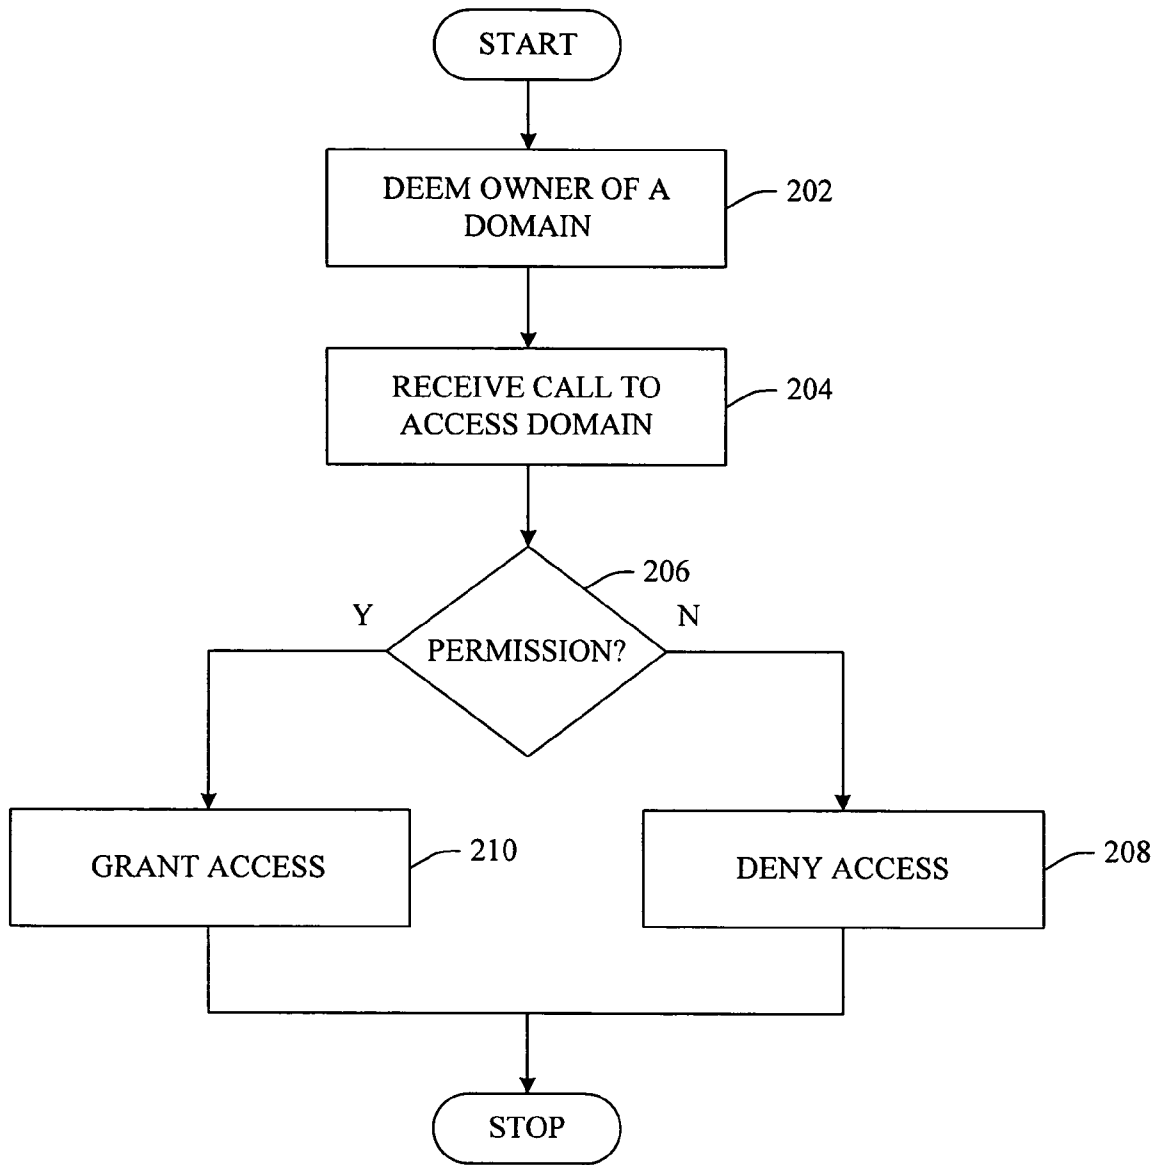 START
DEEM OWNER OF A
DOMAIN
202
RECEIVE CALL TO
ACCESS DOMAIN
204
206
Y
N
PERMISSION?
GRANT ACCESS
210
DENY ACCESS
208
STOP